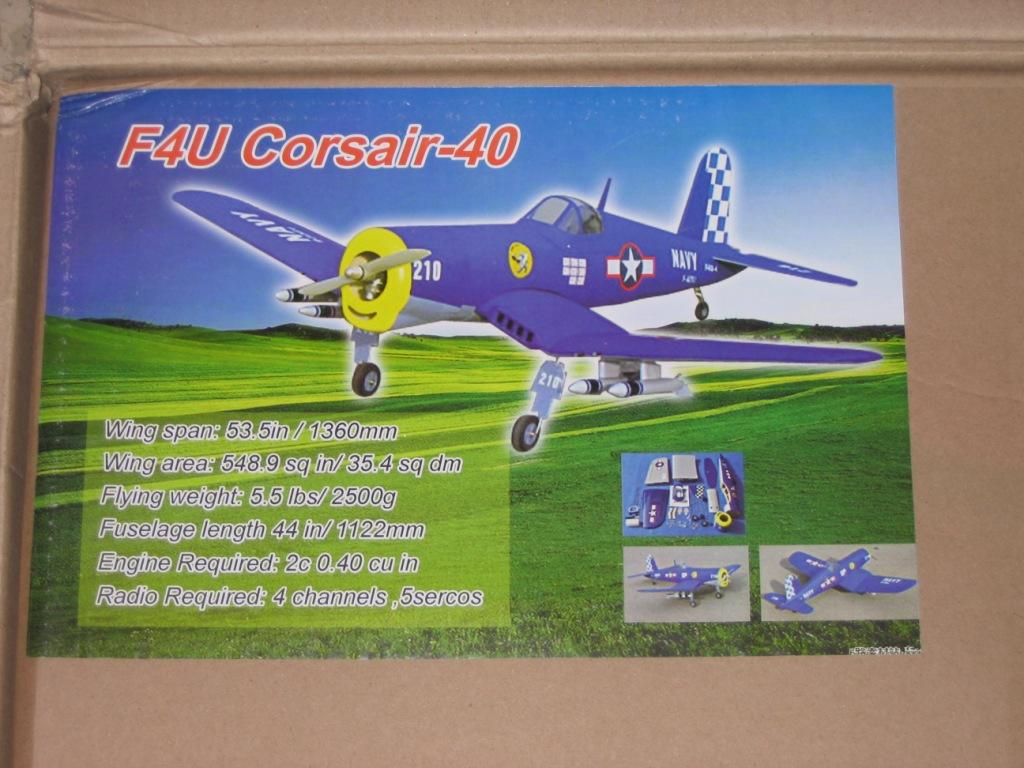 F4U Corsair-40
NAVY
210
NAVY
210
Wing span: 53.5in / 1360mm
Wing area: 548.9 sq in/ 35.4 sq dm
Flying weight: 5.5 lbs/ 2500g
Fuselage length 44 in/ 1122mm
Engine Required: 2c 0.40 cu in
Radio Required: 4 channels ,5sercos